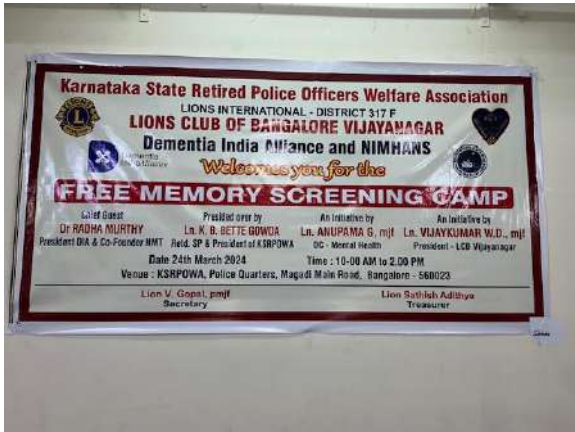 Karnataka State Retired Police Officers Welfare Association
LIONS INTERNATIONAL - DISTRICT 317 F
LIONS CLUB OF BANGALORE VIJAYANAGAR
Dementia India Alliance and NIMHANS
Welcomes you for the
FREE MEMORY SCREENING CAMP
Chief Guest
Dr RADHA MURTHY
President DIA & Co-Founder NMT
Presided over by
Ln. K. B. BETTE GOWDA
Retd. SP & President of KSRPOWA
An Initiative by
Ln. ANUPAMA G, mjf
DC - Mental Health
An Initiative by
Ln. VIJAYKUMAR W.D., mjf
President - LCB Vijayanagar
Date 24th March 2024 Time : 10-00 AM to 2.00 PM
Venue : KSRPOWA, Police Quarters, Magadi Main Road, Bangalore - 560023
Lion V. Gopal, pmjf
Secretary
Lion Sathish Adithya
Treasurer